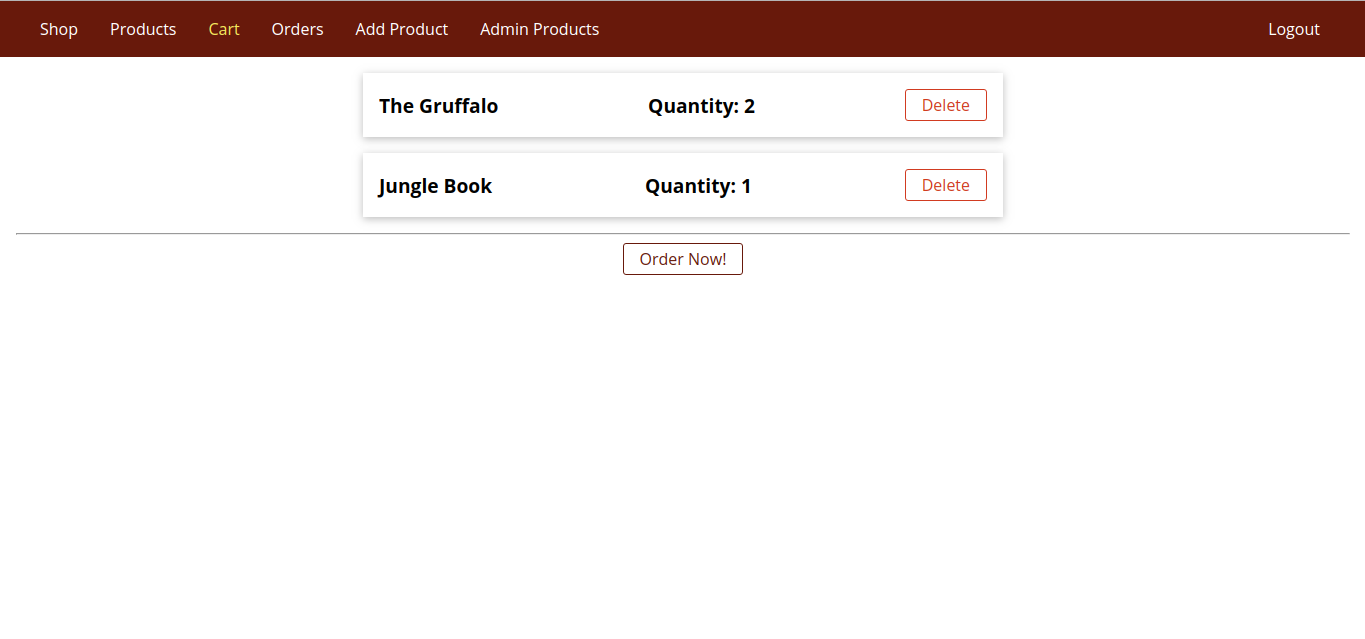 Shop Products Cart Orders Add Product Admin Products Logout
The Gruffalo Quantity: 2 Delete
Jungle Book Quantity: 1 Delete
Order Now!